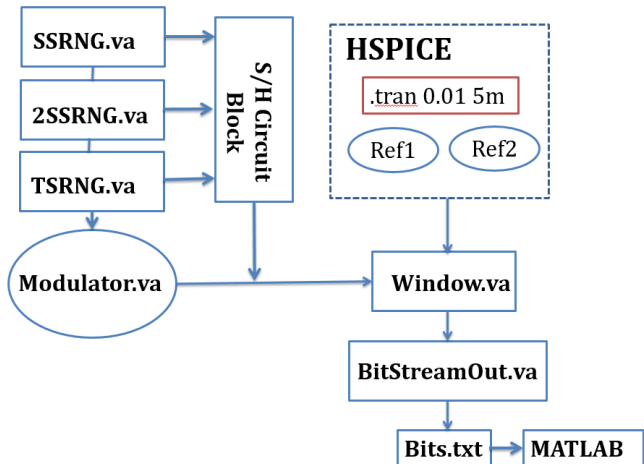 SSRNG.va
2SSRNG.va
TSRNG.va
S/H Circuit
Block
HSPICE
.tran 0.01 5m
Ref1
Ref2
Modulator.va
Window.va
BitStreamOut.va
Bits.txt
MATLAB